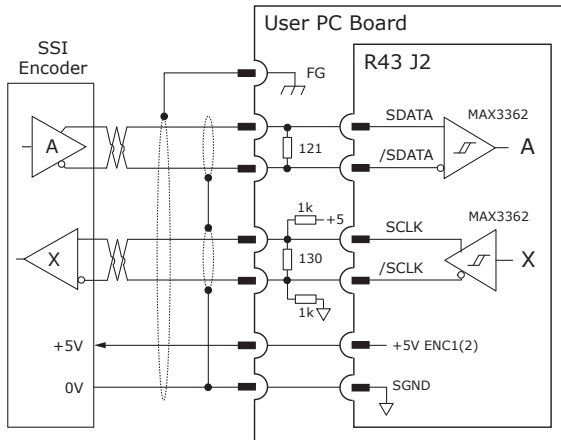 User PC Board
SSI
Encoder
R43 J2
FG
SDATA
MAX3362
A
121
A
/SDATA
1k
+5
SCLK
MAX3362
X
130
X
/SCLK
1k
+5V
+5V ENC1(2)
0V
SGND